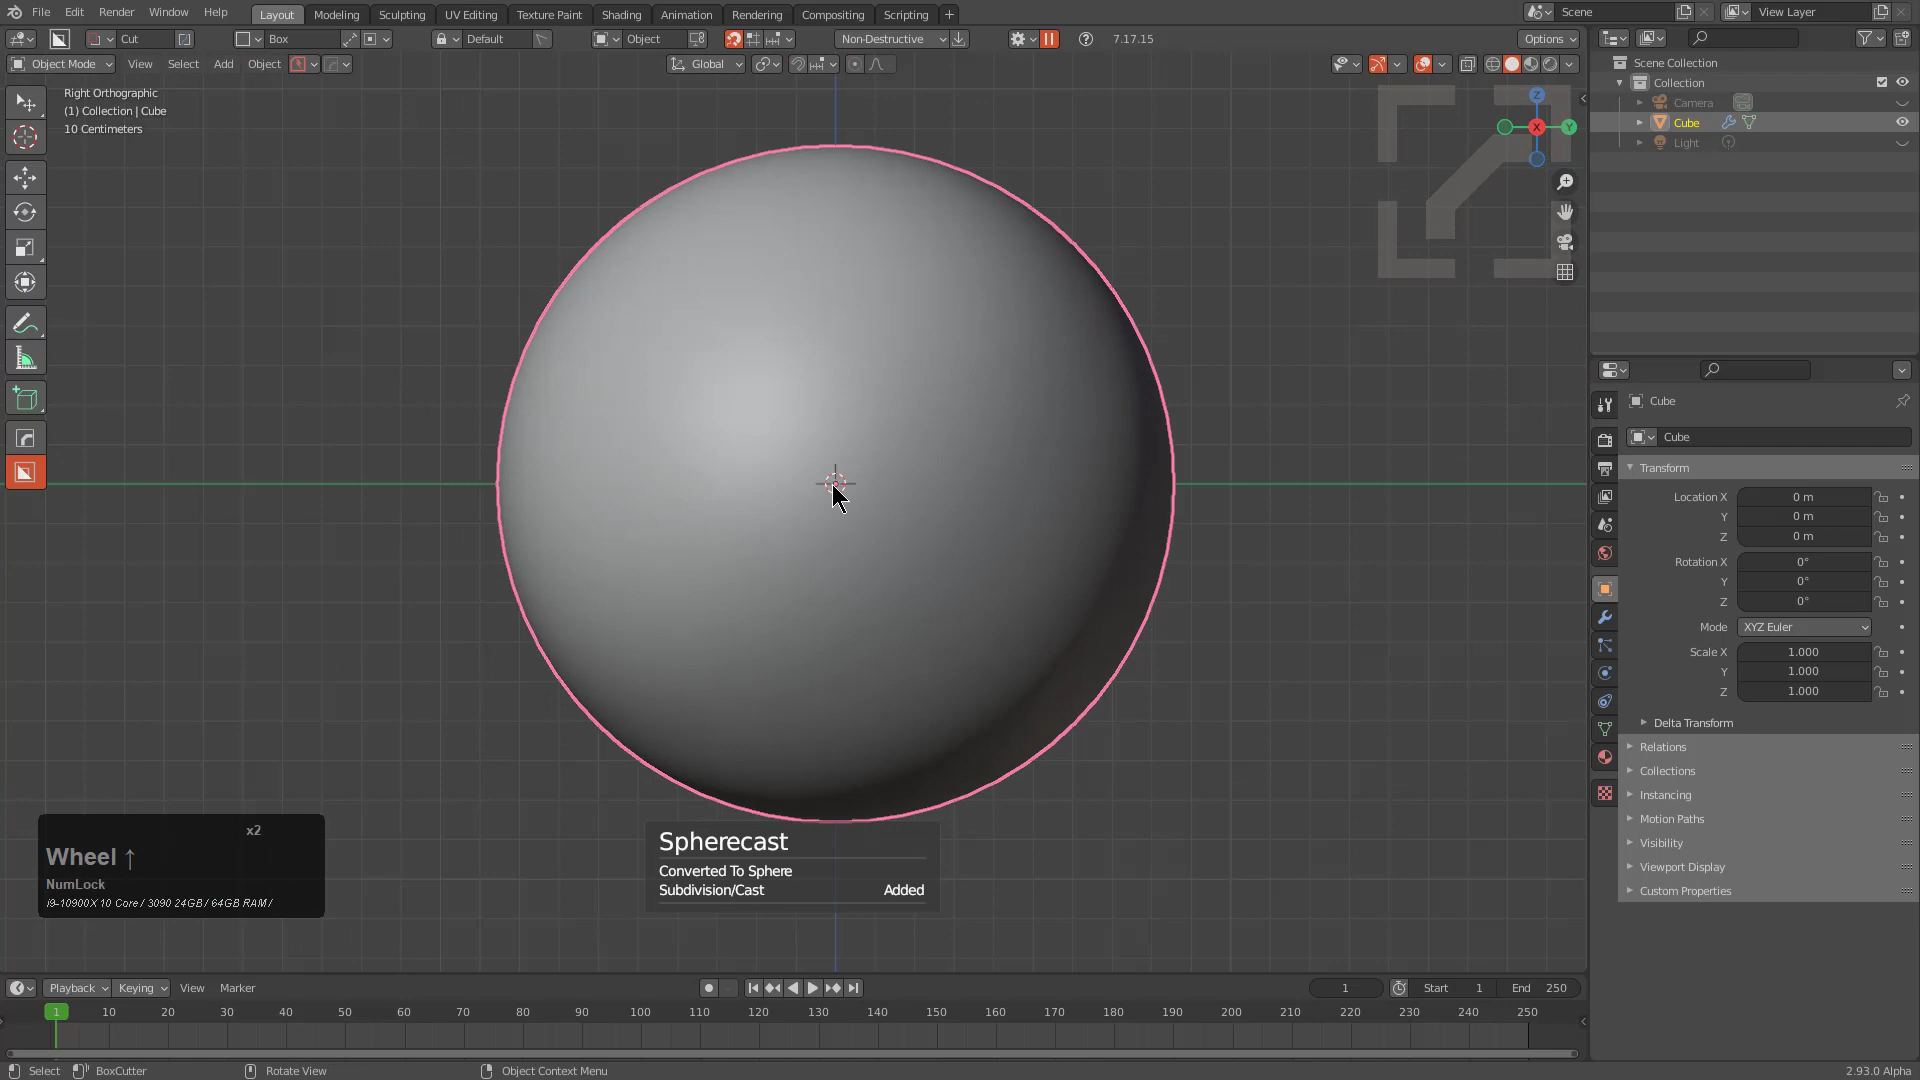 File Edit Render Window Help Layout Modeling Sculpting UV Editing Texture Paint Shading Animation Rendering Compositing Scripting + Scene View Layer
Cut Box Default Object Non-Destructive 7.17.15 Options
Object Mode View Select Add Object Global
Right Orthographic
(1) Collection | Cube
10 Centimeters
Z
X
Y
Scene Collection
Collection
Camera
Cube
Light
Cube
Cube
Transform
Location X 0 m
Y 0 m
Z 0 m
Rotation X 0°
Y 0°
Z 0°
Mode XYZ Euler
Scale X 1.000
Y 1.000
Z 1.000
Delta Transform
Relations
Collections
Instancing
Motion Paths
Visibility
Viewport Display
Custom Properties
x2
Wheel ↑
NumLock
i9-10900X 10 Core / 3090 24GB / 64GB RAM /
Spherecast
Converted To Sphere
Subdivision/Cast Added
Playback Keying View Marker 1 Start 1 End 250
1 10 20 30 40 50 60 70 80 90 100 110 120 130 140 150 160 170 180 190 200 210 220 230 240 250
Select BoxCutter Rotate View Object Context Menu 2.93.0 Alpha